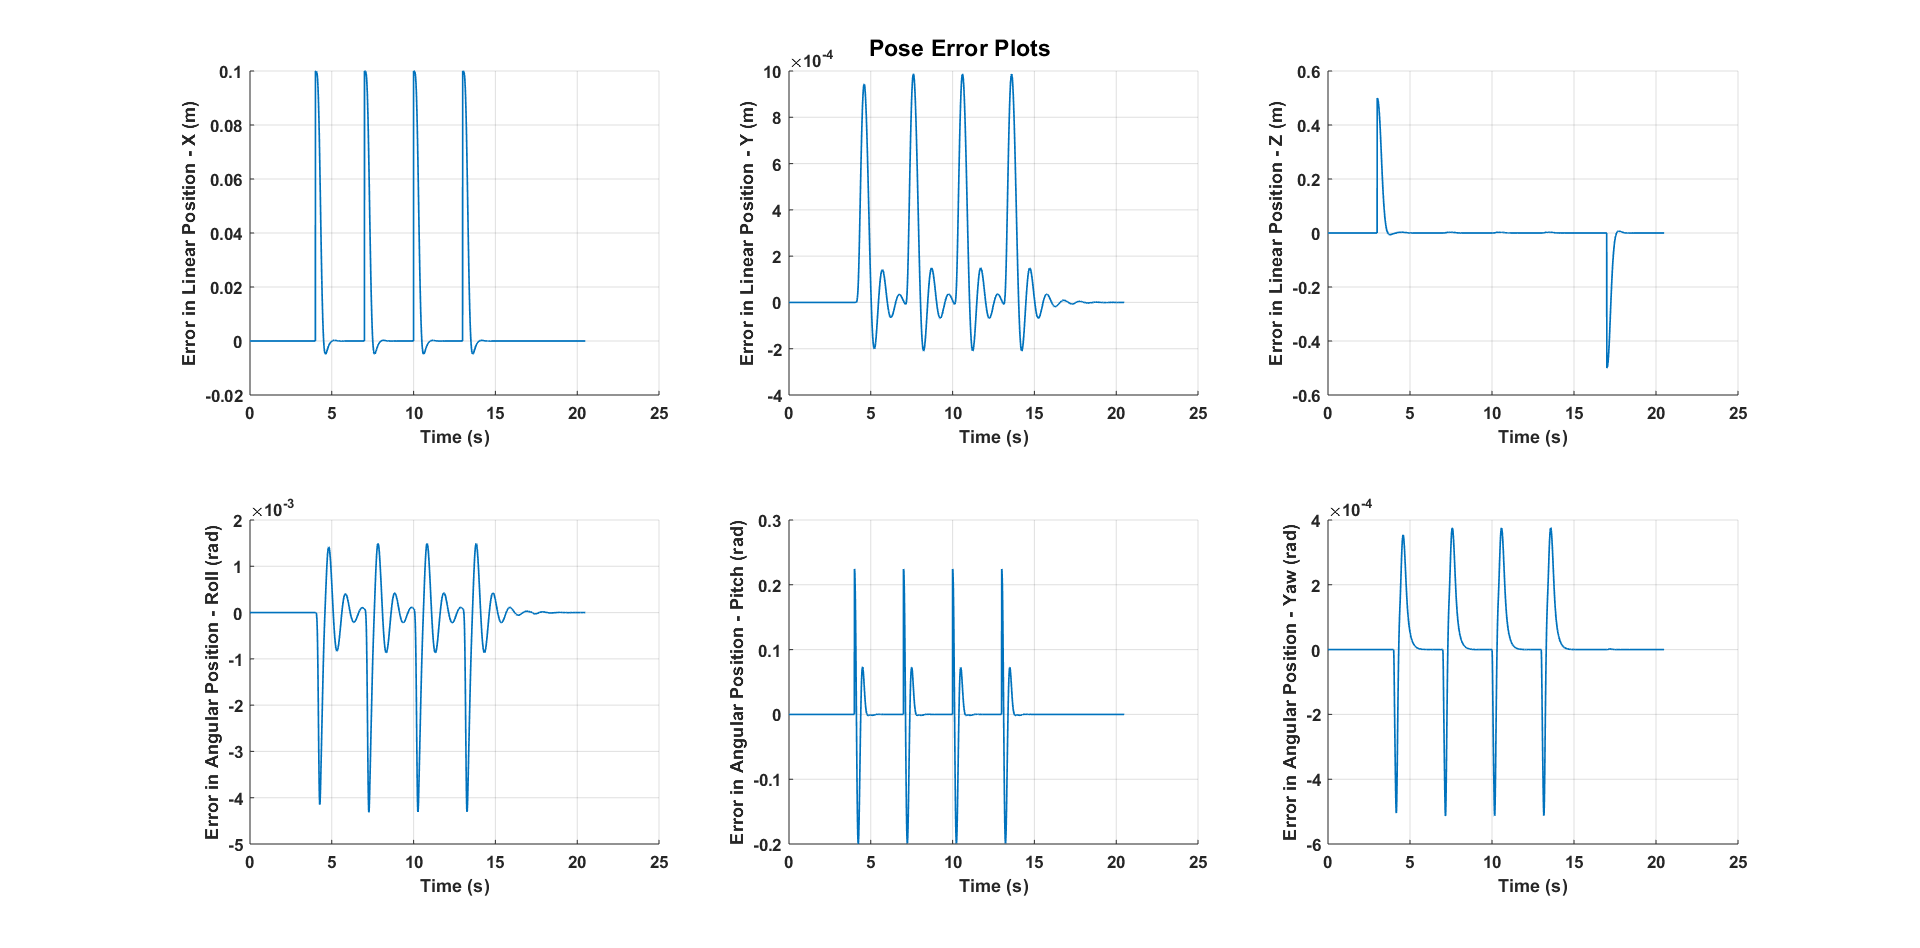 Pose Error Plots
Error in Linear Position - X (m)
0.1
0.08
0.06
0.04
0.02
0
-0.02
0 5 10 15 20 25
Time (s)
×10-4
Error in Linear Position - Y (m)
10
8
6
4
2
0
-2
-4
0 5 10 15 20 25
Time (s)
Error in Linear Position - Z (m)
0.6
0.4
0.2
0
-0.2
-0.4
-0.6
0 5 10 15 20 25
Time (s)
×10-3
Error in Angular Position - Roll (rad)
2
1
0
-1
-2
-3
-4
-5
0 5 10 15 20 25
Time (s)
Error in Angular Position - Pitch (rad)
0.3
0.2
0.1
0
-0.1
-0.2
0 5 10 15 20 25
Time (s)
×10-4
Error in Angular Position - Yaw (rad)
4
2
0
-2
-4
-6
0 5 10 15 20 25
Time (s)